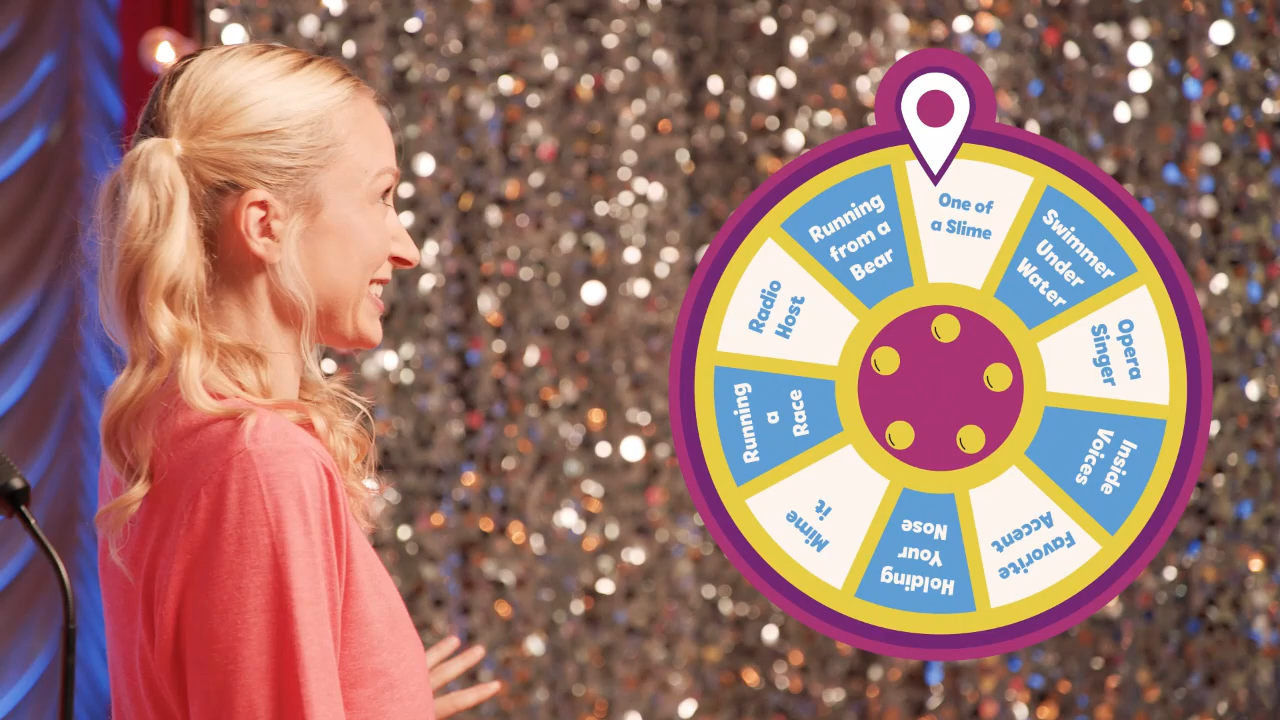 One of
a Slime
Swimmer
Under
Water
Opera
Singer
Inside
Voices
Favorite
Accent
Holding
Your
Nose
Mime
it
Running
a
Race
Radio
Host
Running
from a
Bear